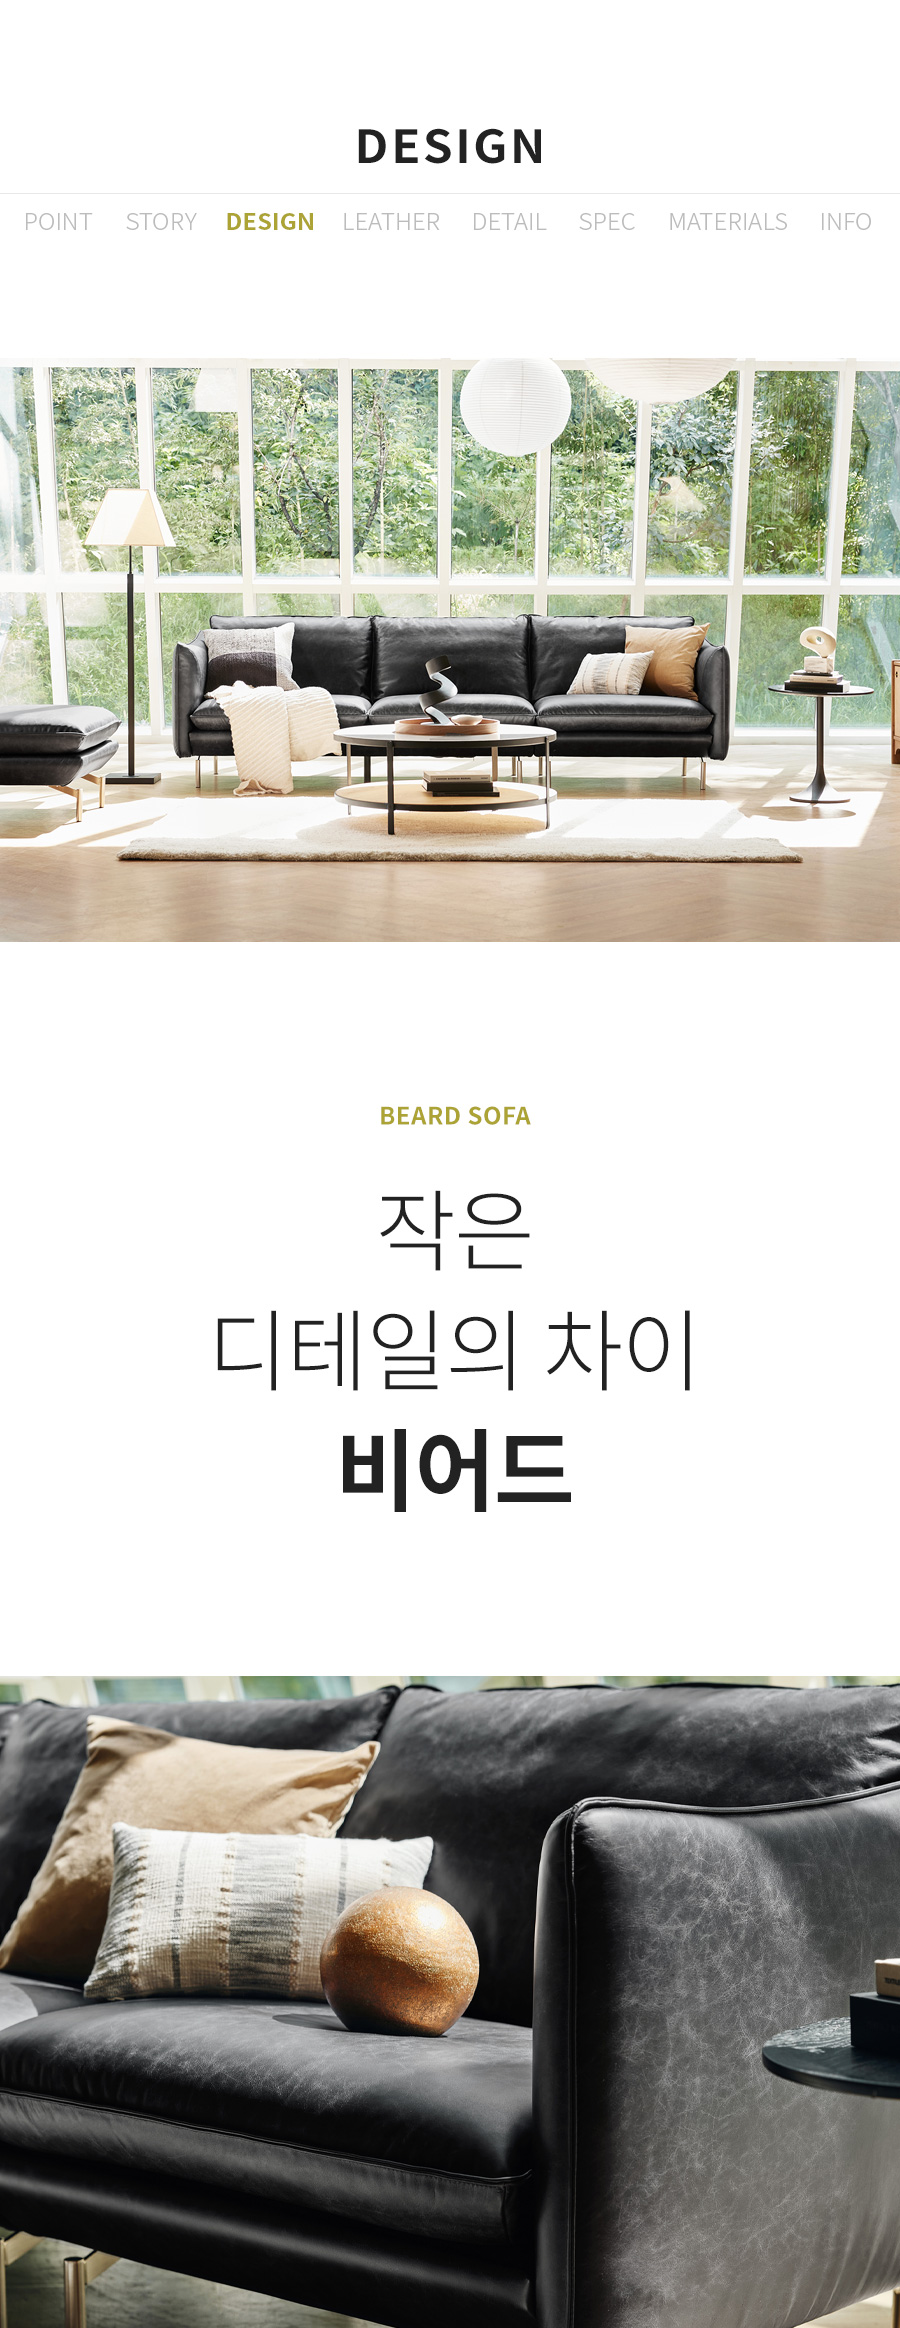 DESIGN
POINT STORY DESIGN LEATHER DETAIL SPEC MATERIALS INFO
BEARD SOFA
작은
디테일의 차이
비어드